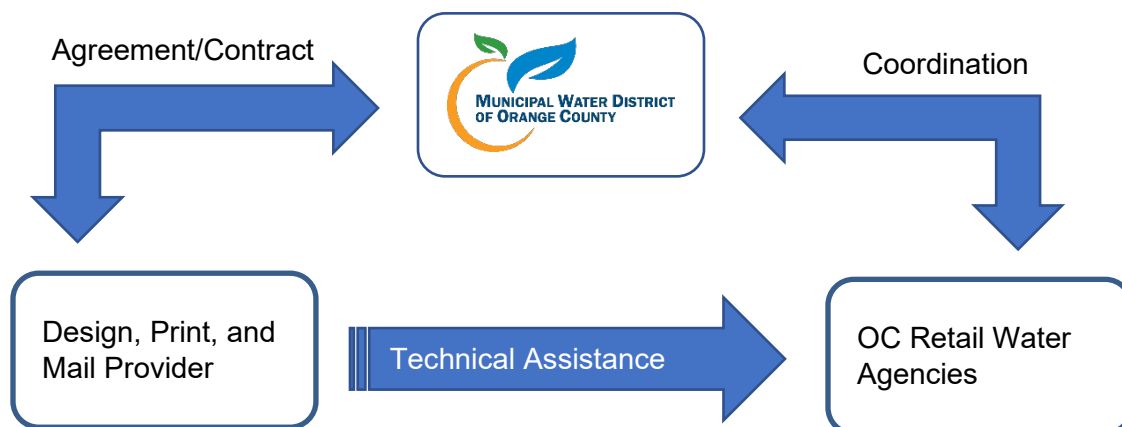 Agreement/Contract
MUNICIPAL WATER DISTRICT
OF ORANGE COUNTY
Coordination
Design, Print, and
Mail Provider
Technical Assistance
OC Retail Water
Agencies